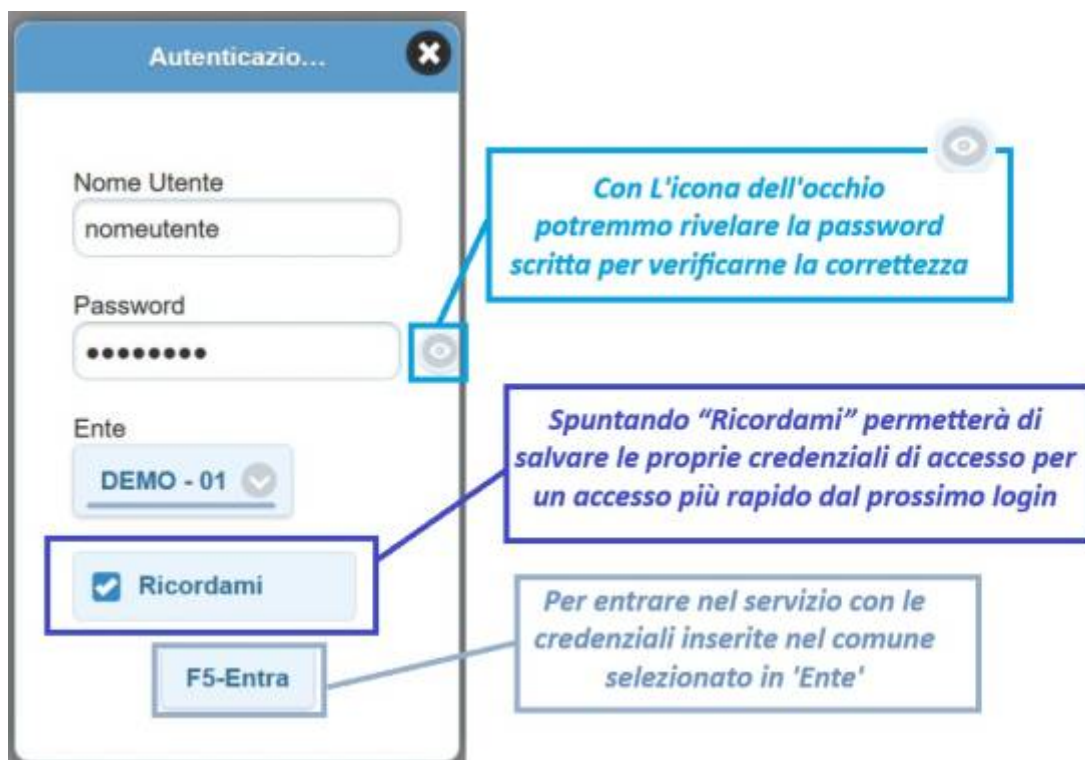 Autenticazio...
Nome Utente
nomeutente
Con L'icona dell'occhio
potremmo rivelare la password
scritta per verificarne la correttezza
Password
••••••••
Ente
DEMO - 01
Spuntando “Ricordami” permetterà di
salvare le proprie credenziali di accesso per
un accesso più rapido dal prossimo login
Ricordami
Per entrare nel servizio con le
credenziali inserite nel comune
selezionato in 'Ente'
F5-Entra